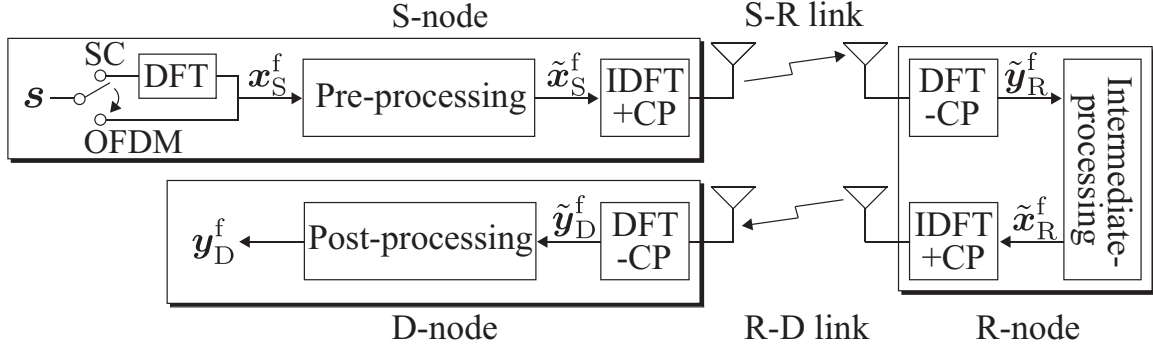 S-node
S-R link
SC
DFT
s
OFDM
x_S^f
Pre-processing
x̃_S^f
IDFT
+CP
DFT
-CP
ỹ_R^f
Intermediate-
processing
y_D^f
Post-processing
ỹ_D^f
DFT
-CP
IDFT
+CP
x̃_R^f
D-node
R-D link
R-node